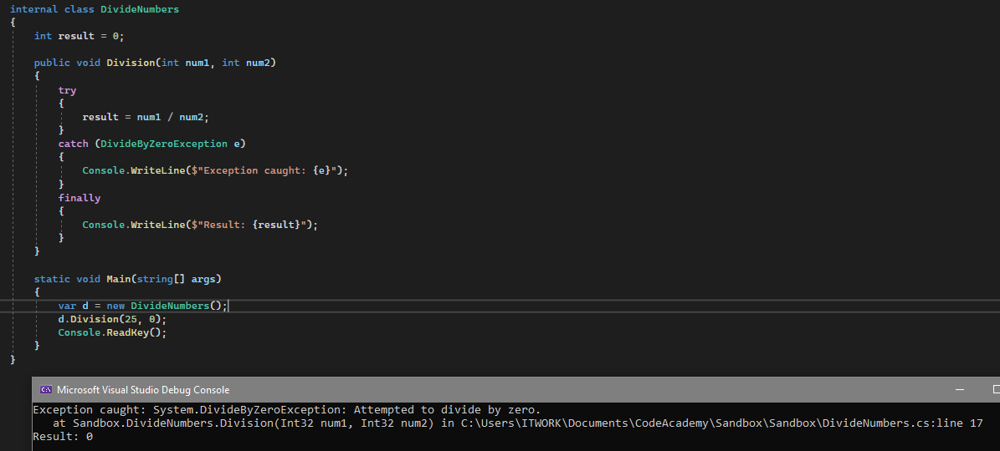 internal class DivideNumbers
{
    int result = 0;

    public void Division(int num1, int num2)
    {
        try
        {
            result = num1 / num2;
        }
        catch (DivideByZeroException e)
        {
            Console.WriteLine($"Exception caught: {e}");
        }
        finally
        {
            Console.WriteLine($"Result: {result}");
        }
    }

    static void Main(string[] args)
    {
        var d = new DivideNumbers();
        d.Division(25, 0);
        Console.ReadKey();
    }
}
C:\ Microsoft Visual Studio Debug Console
Exception caught: System.DivideByZeroException: Attempted to divide by zero.
   at Sandbox.DivideNumbers.Division(Int32 num1, Int32 num2) in C:\Users\ITWORK\Documents\CodeAcademy\Sandbox\Sandbox\DivideNumbers.cs:line 17
Result: 0